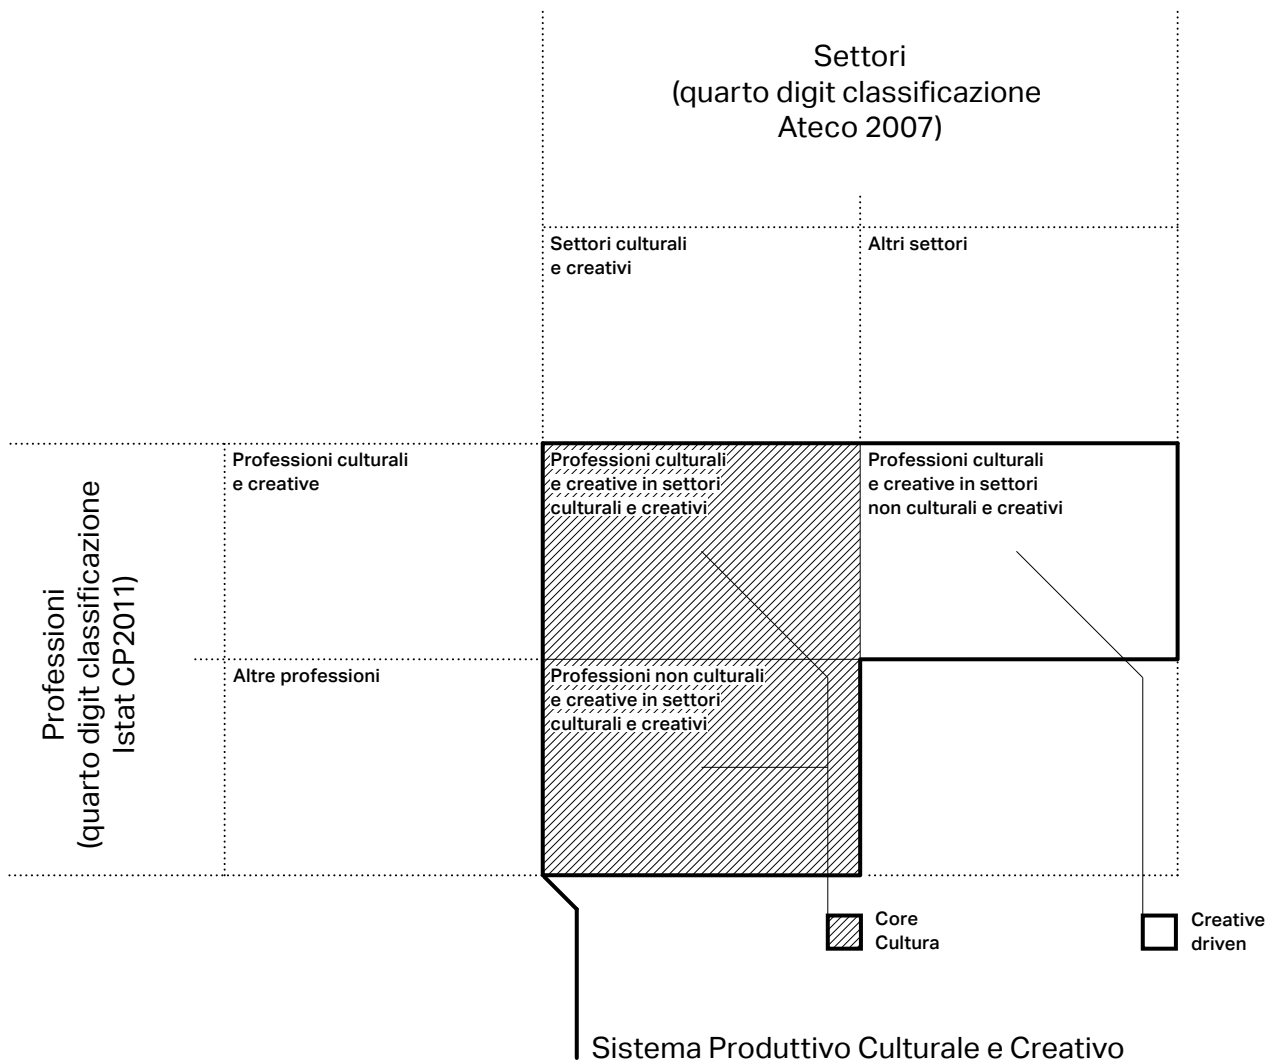 Settori
(quarto digit classificazione
Ateco 2007)
Settori culturali
e creativi
Altri settori
Professioni
(quarto digit classificazione
Istat CP2011)
Professioni culturali
e creative
Professioni culturali
e creative in settori
culturali e creativi
Professioni culturali
e creative in settori
non culturali e creativi
Altre professioni
Professioni non culturali
e creative in settori
culturali e creativi
Core
Cultura
Creative
driven
Sistema Produttivo Culturale e Creativo